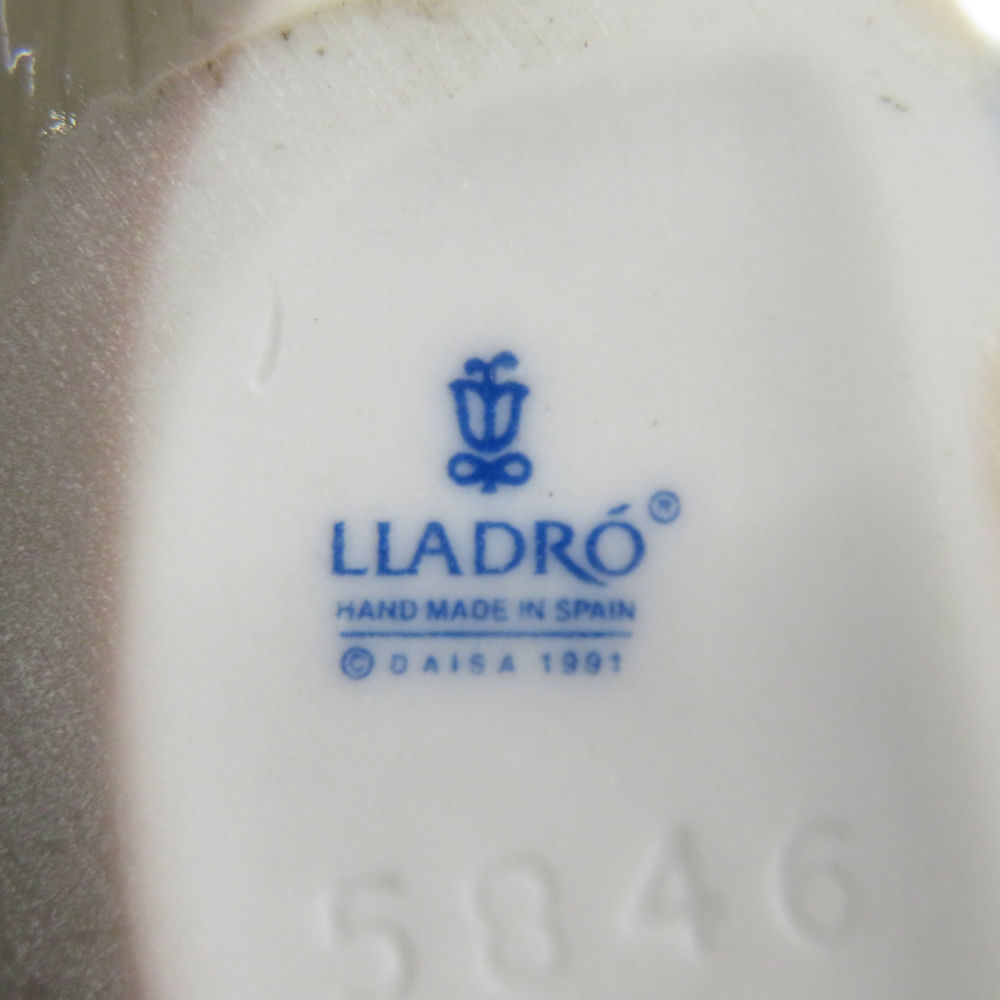 LLADRÓ®
HAND MADE IN SPAIN
© DAISA 1991
5846